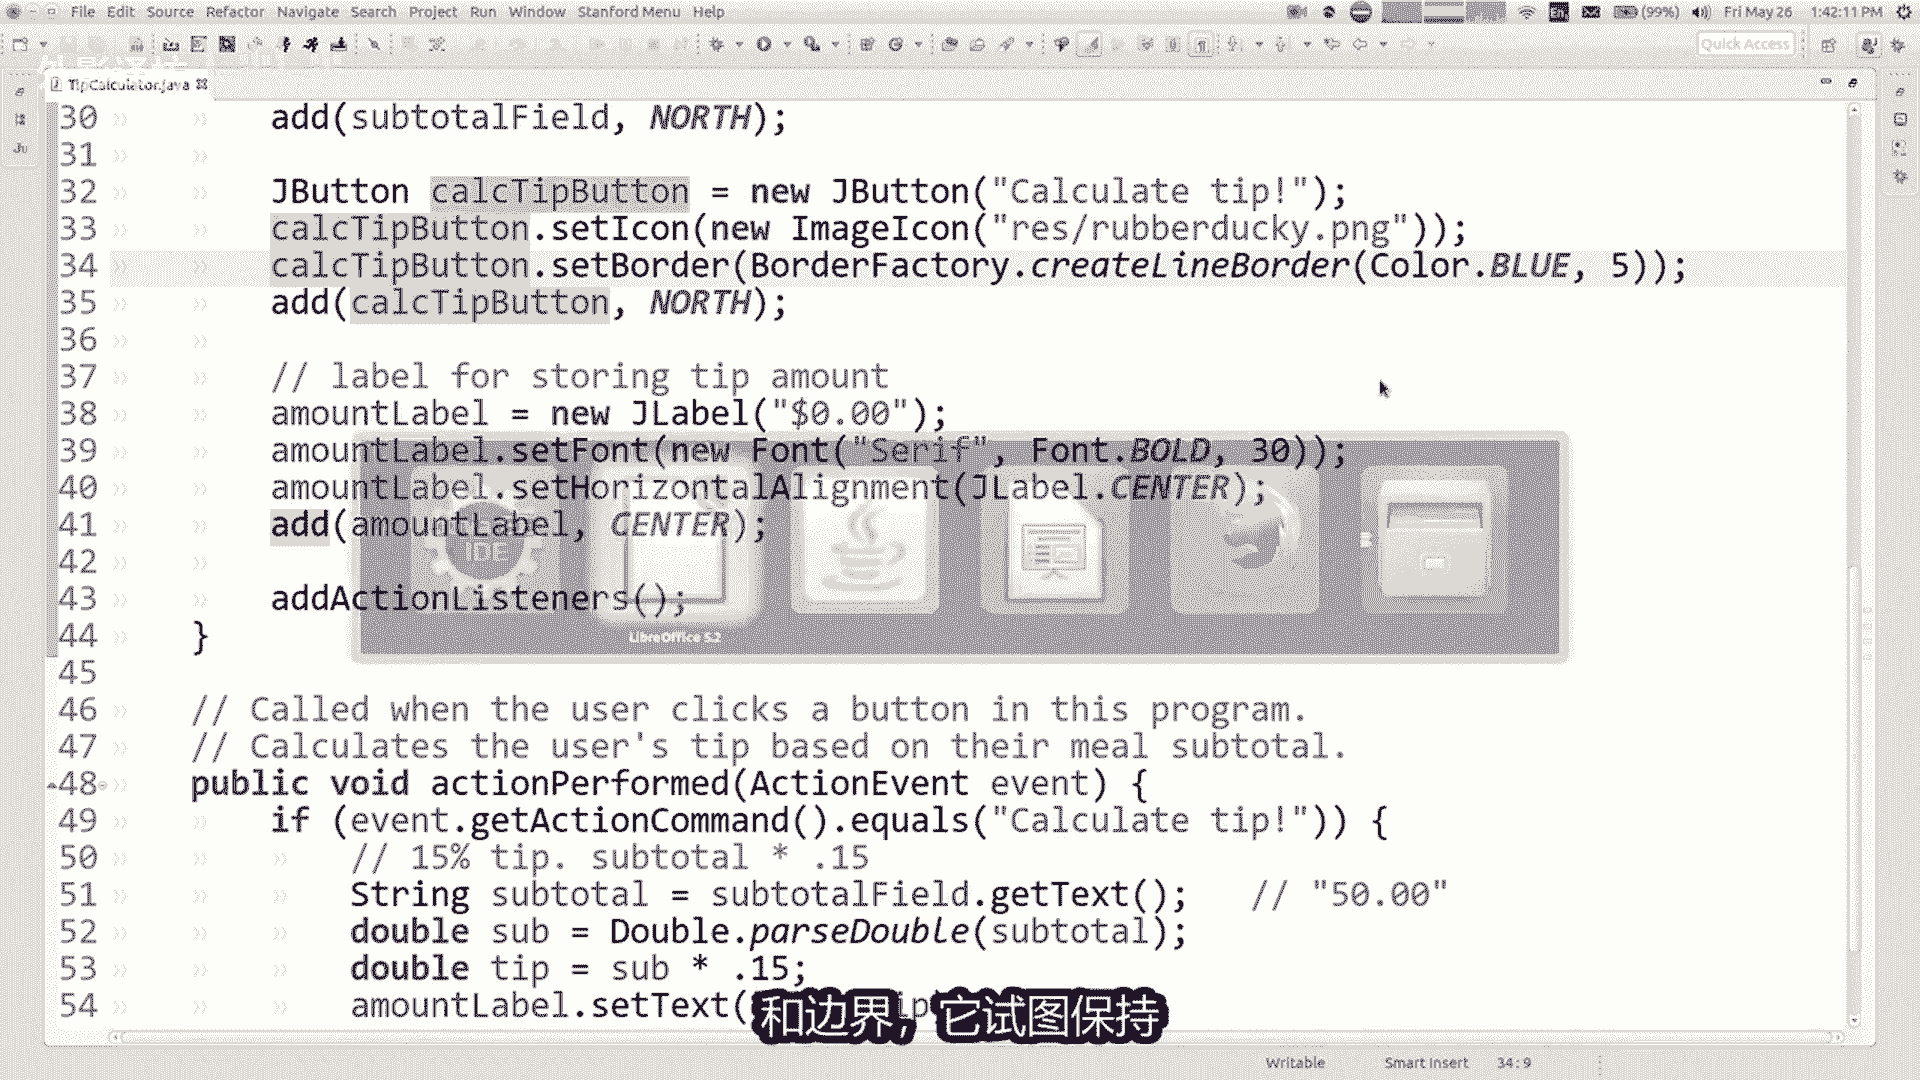 File Edit Source Refactor Navigate Search Project Run Window Stanford Menu Help
En (99%) Fri May 26 1:42:11 PM
Quick Access
TipCalculator.java
30 add(subtotalField, NORTH);
31
32 JButton calcTipButton = new JButton("Calculate tip!");
33 calcTipButton.setIcon(new ImageIcon("res/rubberducky.png"));
34 calcTipButton.setBorder(BorderFactory.createLineBorder(Color.BLUE, 5));
35 add(calcTipButton, NORTH);
36
37 // label for storing tip amount
38 amountLabel = new JLabel("$0.00");
39 amountLabel.setFont(new Font("Serif", Font.BOLD, 30));
40 amountLabel.setHorizontalAlignment(JLabel.CENTER);
41 add(amountLabel, CENTER);
IDE
42
43 addActionListeners();
44 }
LibreOffice 5.2
45
46 // Called when the user clicks a button in this program.
47 // Calculates the user's tip based on their meal subtotal.
48 public void actionPerformed(ActionEvent event) {
49 if (event.getActionCommand().equals("Calculate tip!")) {
50 // 15% tip. subtotal * .15
51 String subtotal = subtotalField.getText(); // "50.00"
52 double sub = Double.parseDouble(subtotal);
53 double tip = sub * .15;
54 amountLabel.setText(
和边界，它试图保持
Writable Smart Insert 34:9